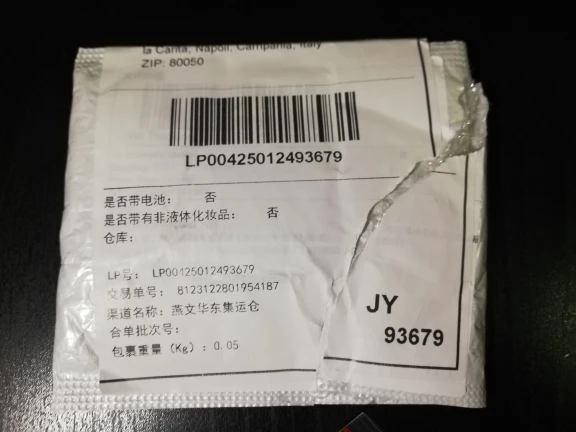 la Carita, Napoli, Campania, Italy
ZIP: 80050
LP00425012493679
是否带电池： 否
是否带有非液体化妆品： 否
仓库：
LP号： LP00425012493679
交易单号： 8123122801954187
渠道名称：燕文华东集运仓
合单批次号：
包裹重量（Kg）：0.05
JY
93679